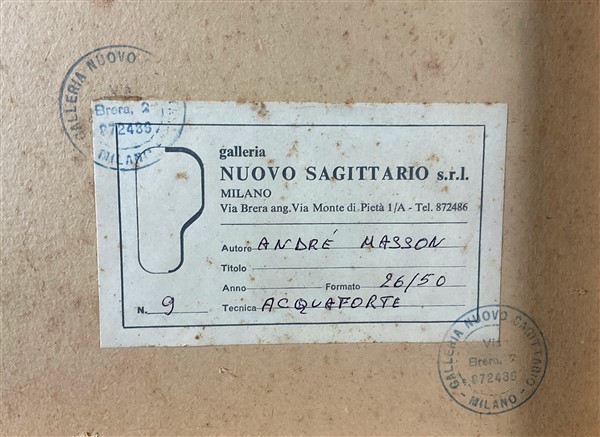 GALLERIA NUOVO
Brera, 2
872486
MILANO
galleria
NUOVO SAGITTARIO s.r.l.
MILANO
Via Brera ang. Via Monte di Pietà 1/A - Tel. 872486
Autore ANDRÉ MASSON
Titolo
Anno Formato 26/50
N. 9 Tecnica ACQUAFORTE
GALLERIA NUOVO SAGITTARIO
Via
Brera, 2
872486
- MILANO -